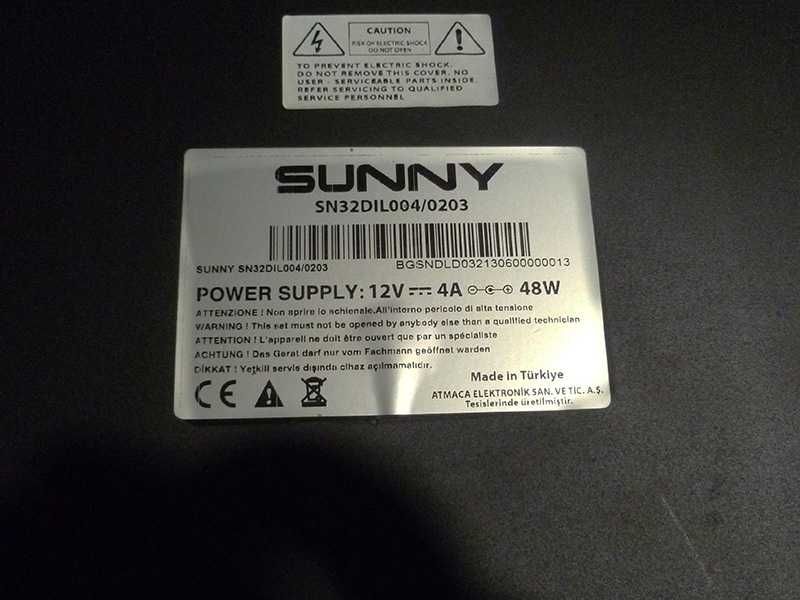 CAUTION
RISK OF ELECTRIC SHOCK
DO NOT OPEN
TO PREVENT ELECTRIC SHOCK.
DO NOT REMOVE THIS COVER. NO
USER - SERVICEABLE PARTS INSIDE.
REFER SERVICING TO QUALIFIED
SERVICE PERSONNEL
SUNNY
SN32DIL004/0203
SUNNY SN32DIL004/0203
BGSNDLD032130600000013
POWER SUPPLY: 12V 4A 48W
ATTENZIONE ! Non aprire lo achienale.All'interno pericolo di alta tensione
WARNING ! This set must not be opened by anybody else than a qualified technician
ATTENTION ! L'appareil ne doit être ouvert que par un spécialiste
ACHTUNG ! Das Gerat darf nur vom Fachmann geöffnet warden
DİKKAT ! Yetkili servis dışında cihaz açılmamalıdır.
CE
Made in Türkiye
ATMACA ELEKTRONİK SAN. VE TİC. A.Ş.
Tesislerinde üretilmiştir.